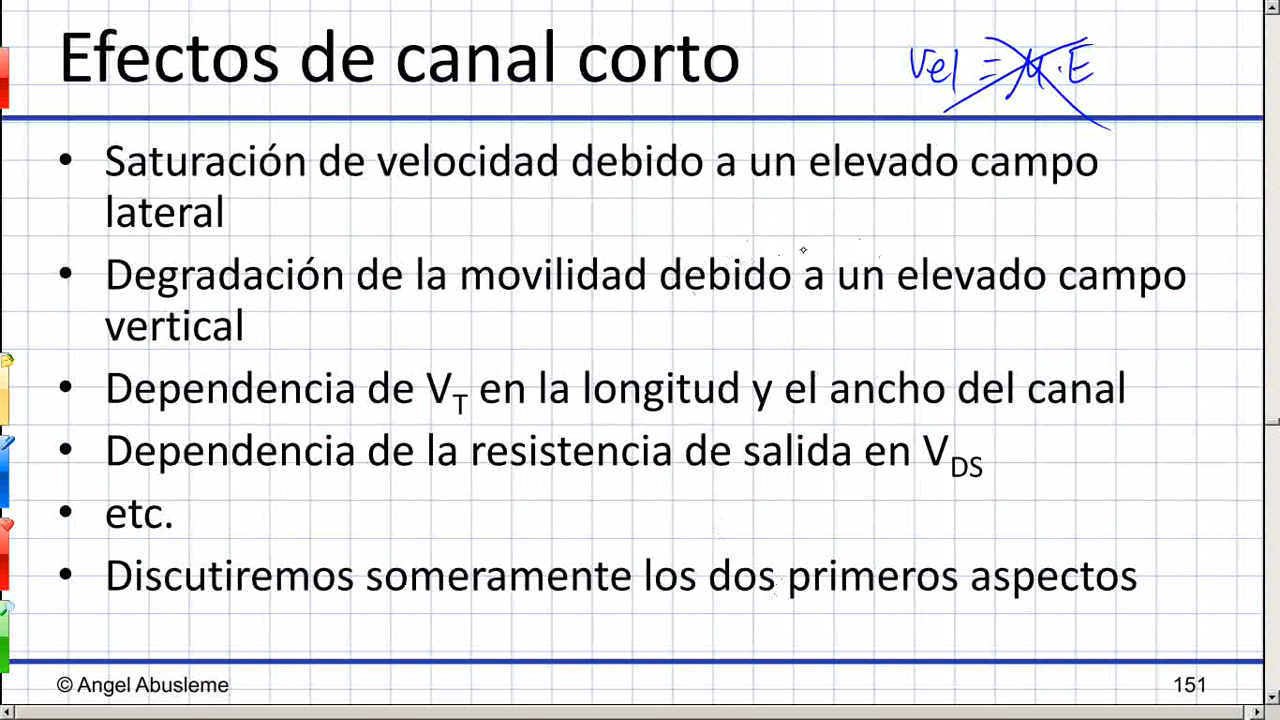 Efectos de canal corto
Vel = μ · E
• Saturación de velocidad debido a un elevado campo
lateral
• Degradación de la movilidad debido a un elevado campo
vertical
• Dependencia de VT en la longitud y el ancho del canal
• Dependencia de la resistencia de salida en VDS
• etc.
• Discutiremos someramente los dos primeros aspectos
© Angel Abusleme
151